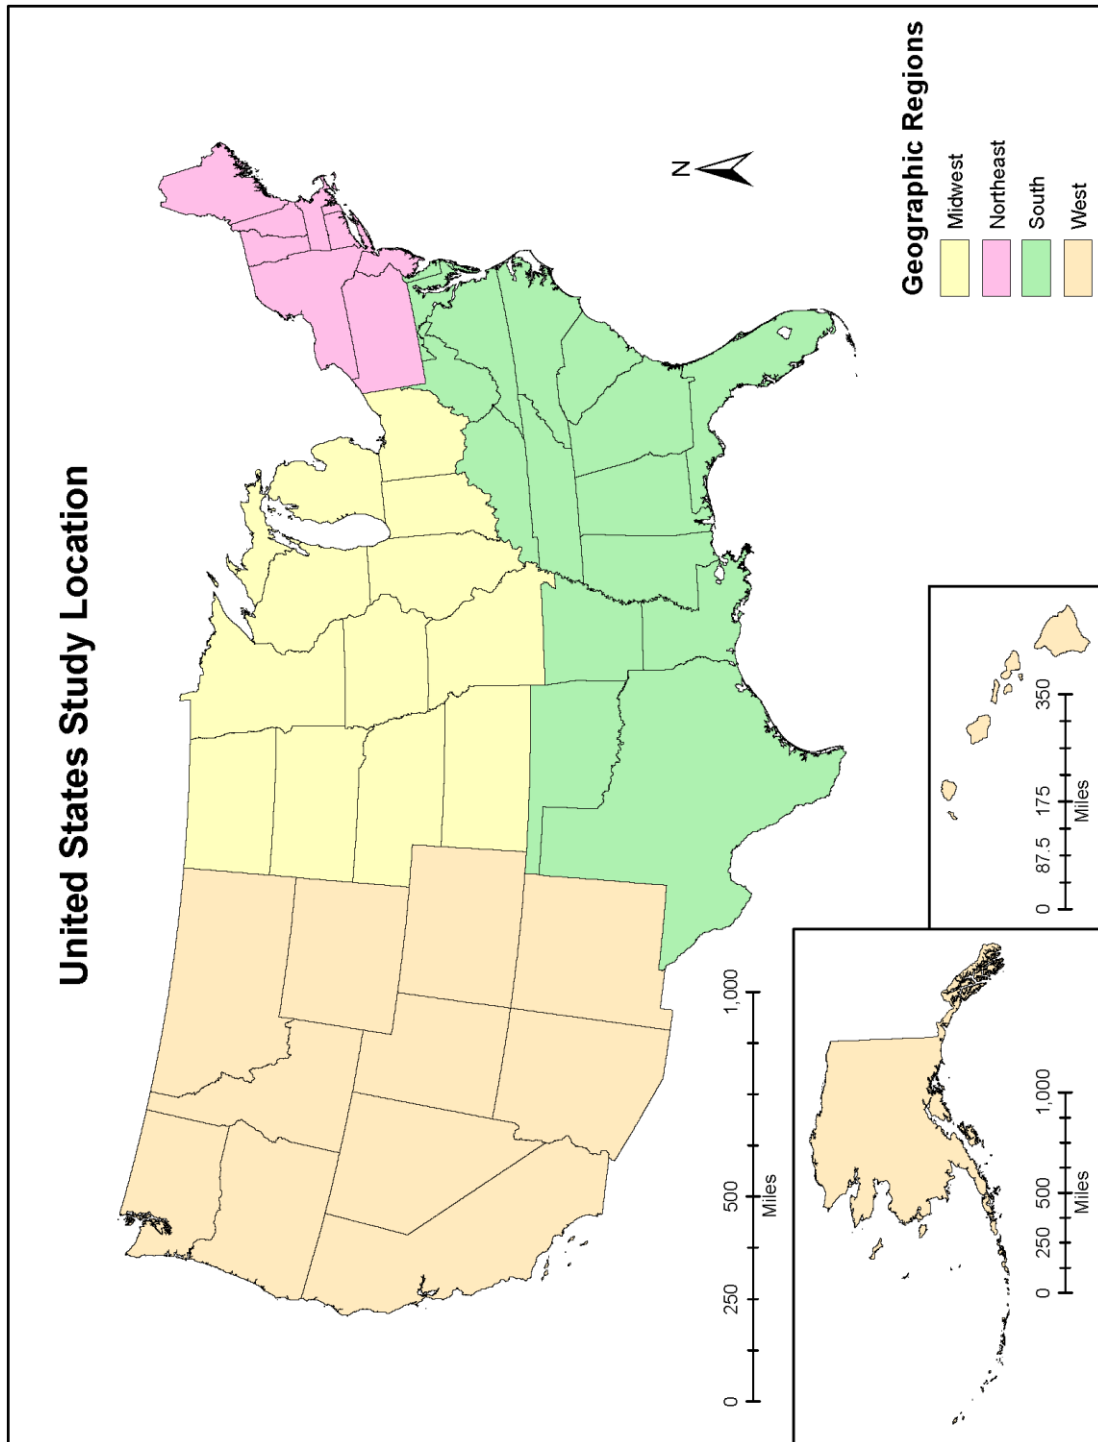 United States Study Location
N
Geographic Regions
Midwest
Northeast
South
West
0 250 500 1,000
Miles
0 250 500 1,000
Miles
0 87.5 175 350
Miles